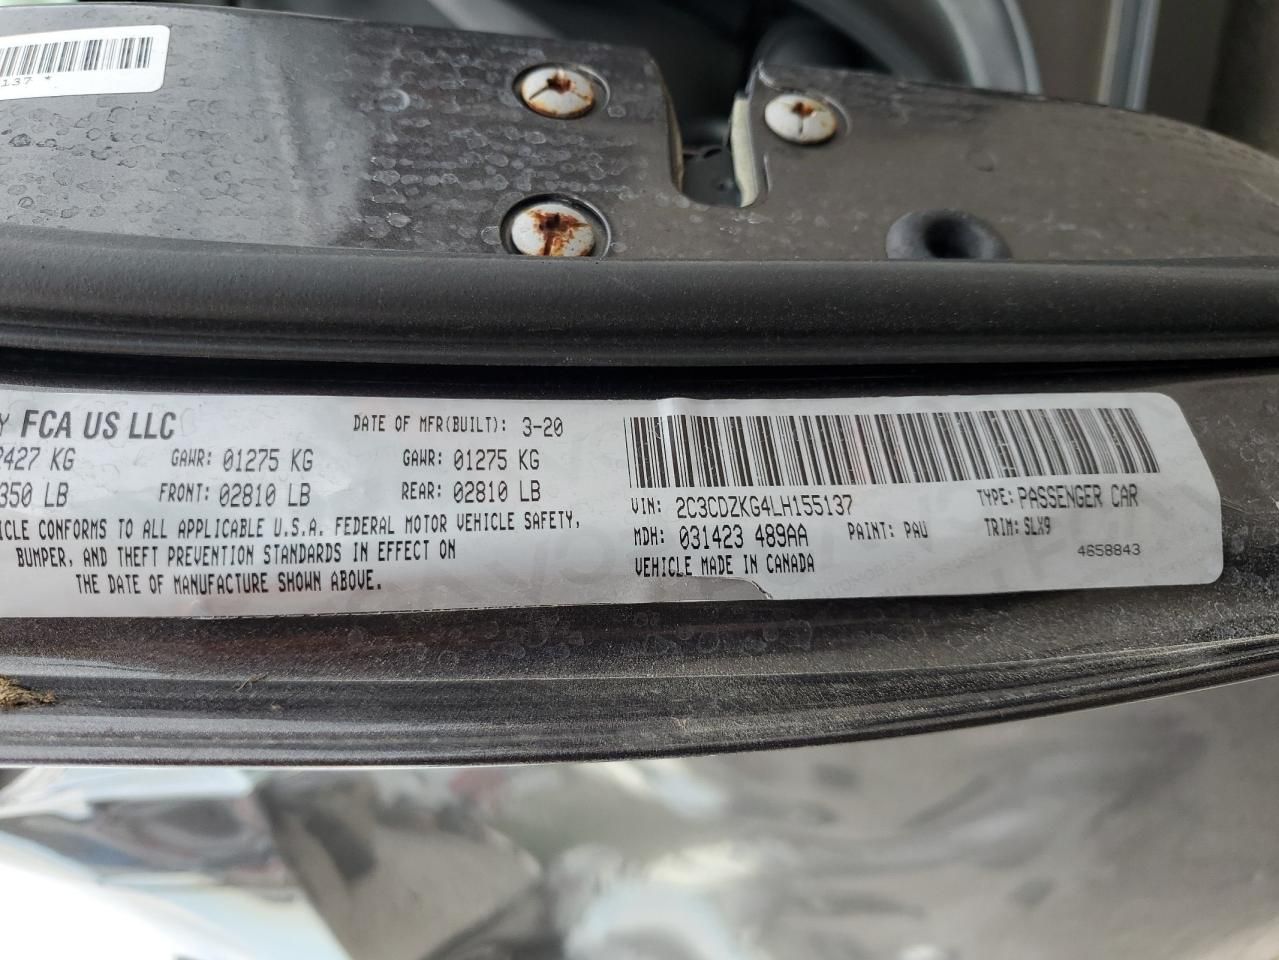 137 *
FCA US LLC DATE OF MFR(BUILT): 3-20
2427 KG GAWR: 01275 KG GAWR: 01275 KG
350 LB FRONT: 02810 LB REAR: 02810 LB
ICLE CONFORMS TO ALL APPLICABLE U.S.A. FEDERAL MOTOR VEHICLE SAFETY,
BUMPER, AND THEFT PREVENTION STANDARDS IN EFFECT ON
THE DATE OF MANUFACTURE SHOWN ABOVE.
VIN: 2C3CDZKG4LH155137 TYPE: PASSENGER CAR
MDH: 031423 489AA PAINT: PAU TRIM: SLX9
VEHICLE MADE IN CANADA 4658843